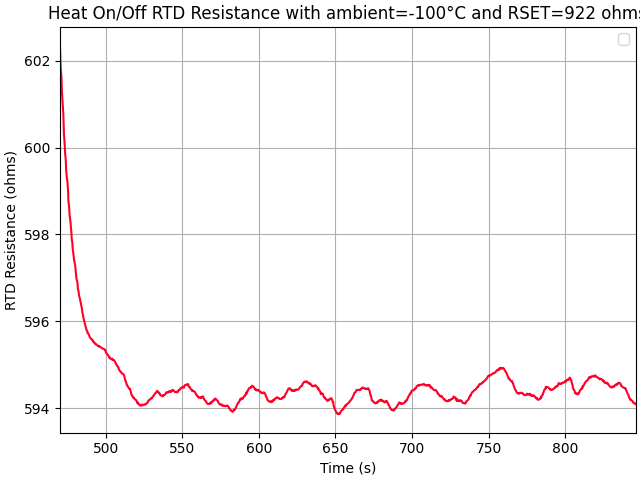 Heat On/Off RTD Resistance with ambient=-100°C and RSET=922 ohms
602
600
598
596
594
RTD Resistance (ohms)
500 550 600 650 700 750 800
Time (s)